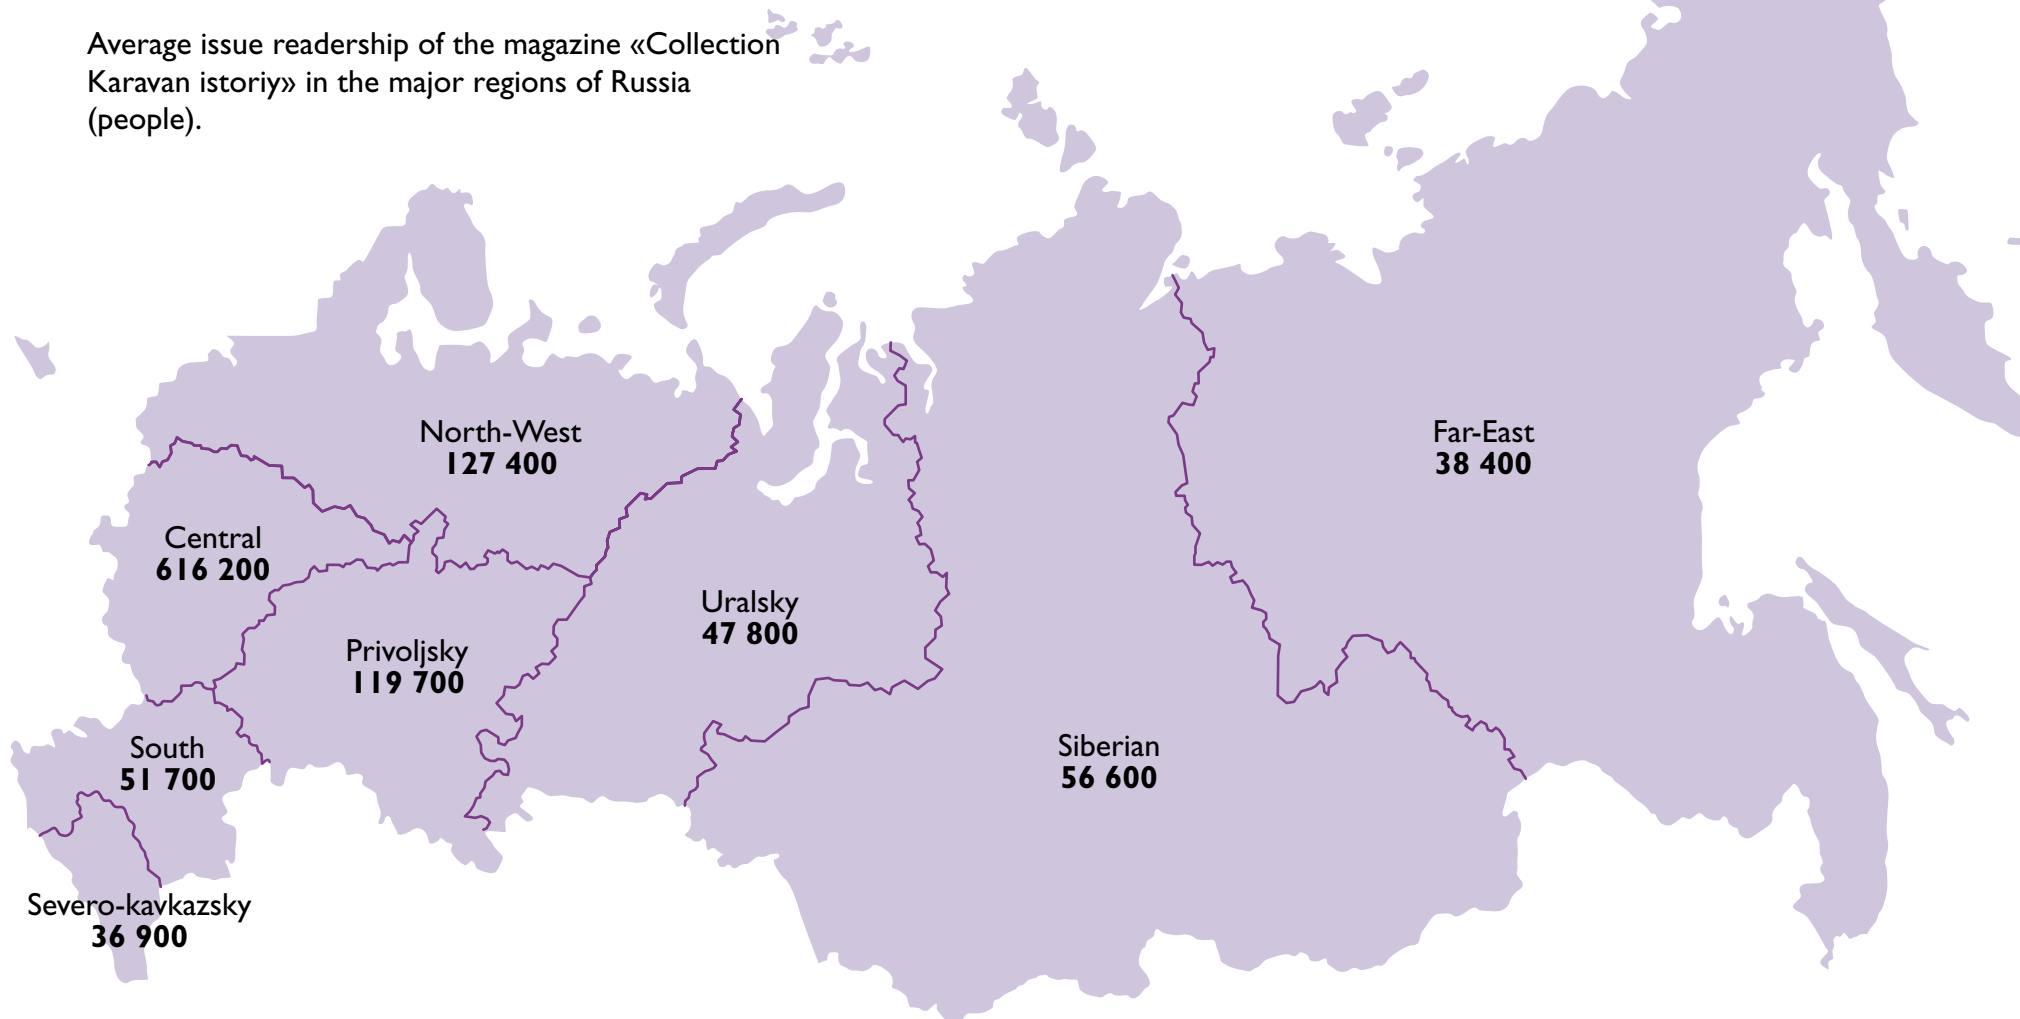 Average issue readership of the magazine «Collection
Karavan istoriy» in the major regions of Russia
(people).
North-West
127 400
Far-East
38 400
Central
616 200
Uralsky
47 800
Privoljsky
119 700
South
51 700
Siberian
56 600
Severo-kavkazsky
36 900